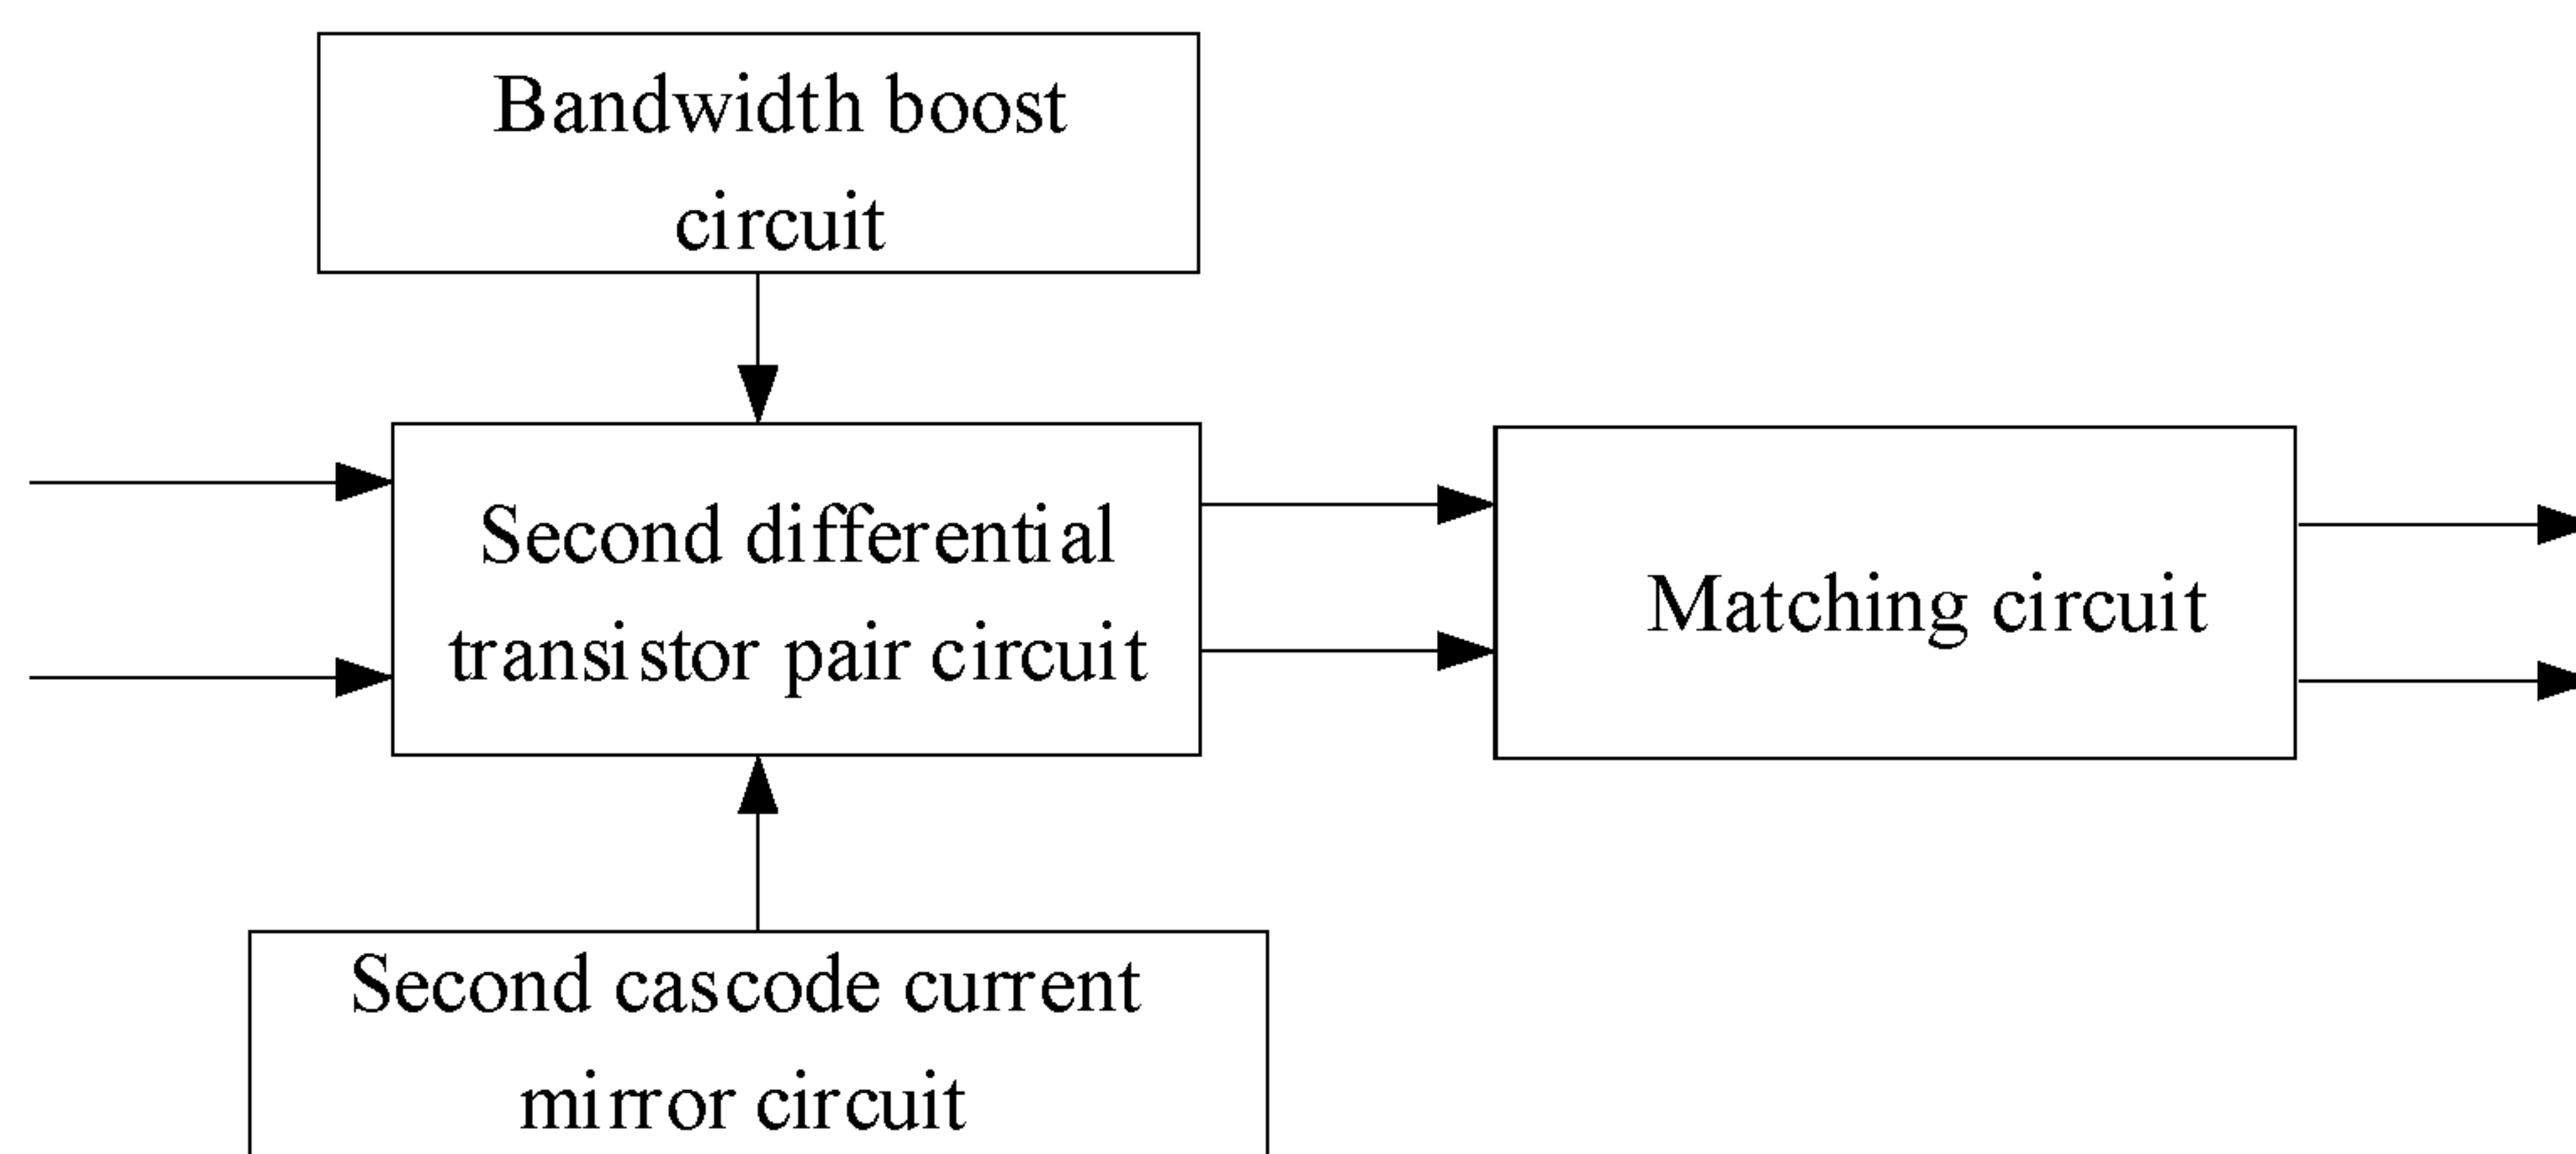 Bandwidth boost
circuit
Second differential
transistor pair circuit
Matching circuit
Second cascode current
mirror circuit